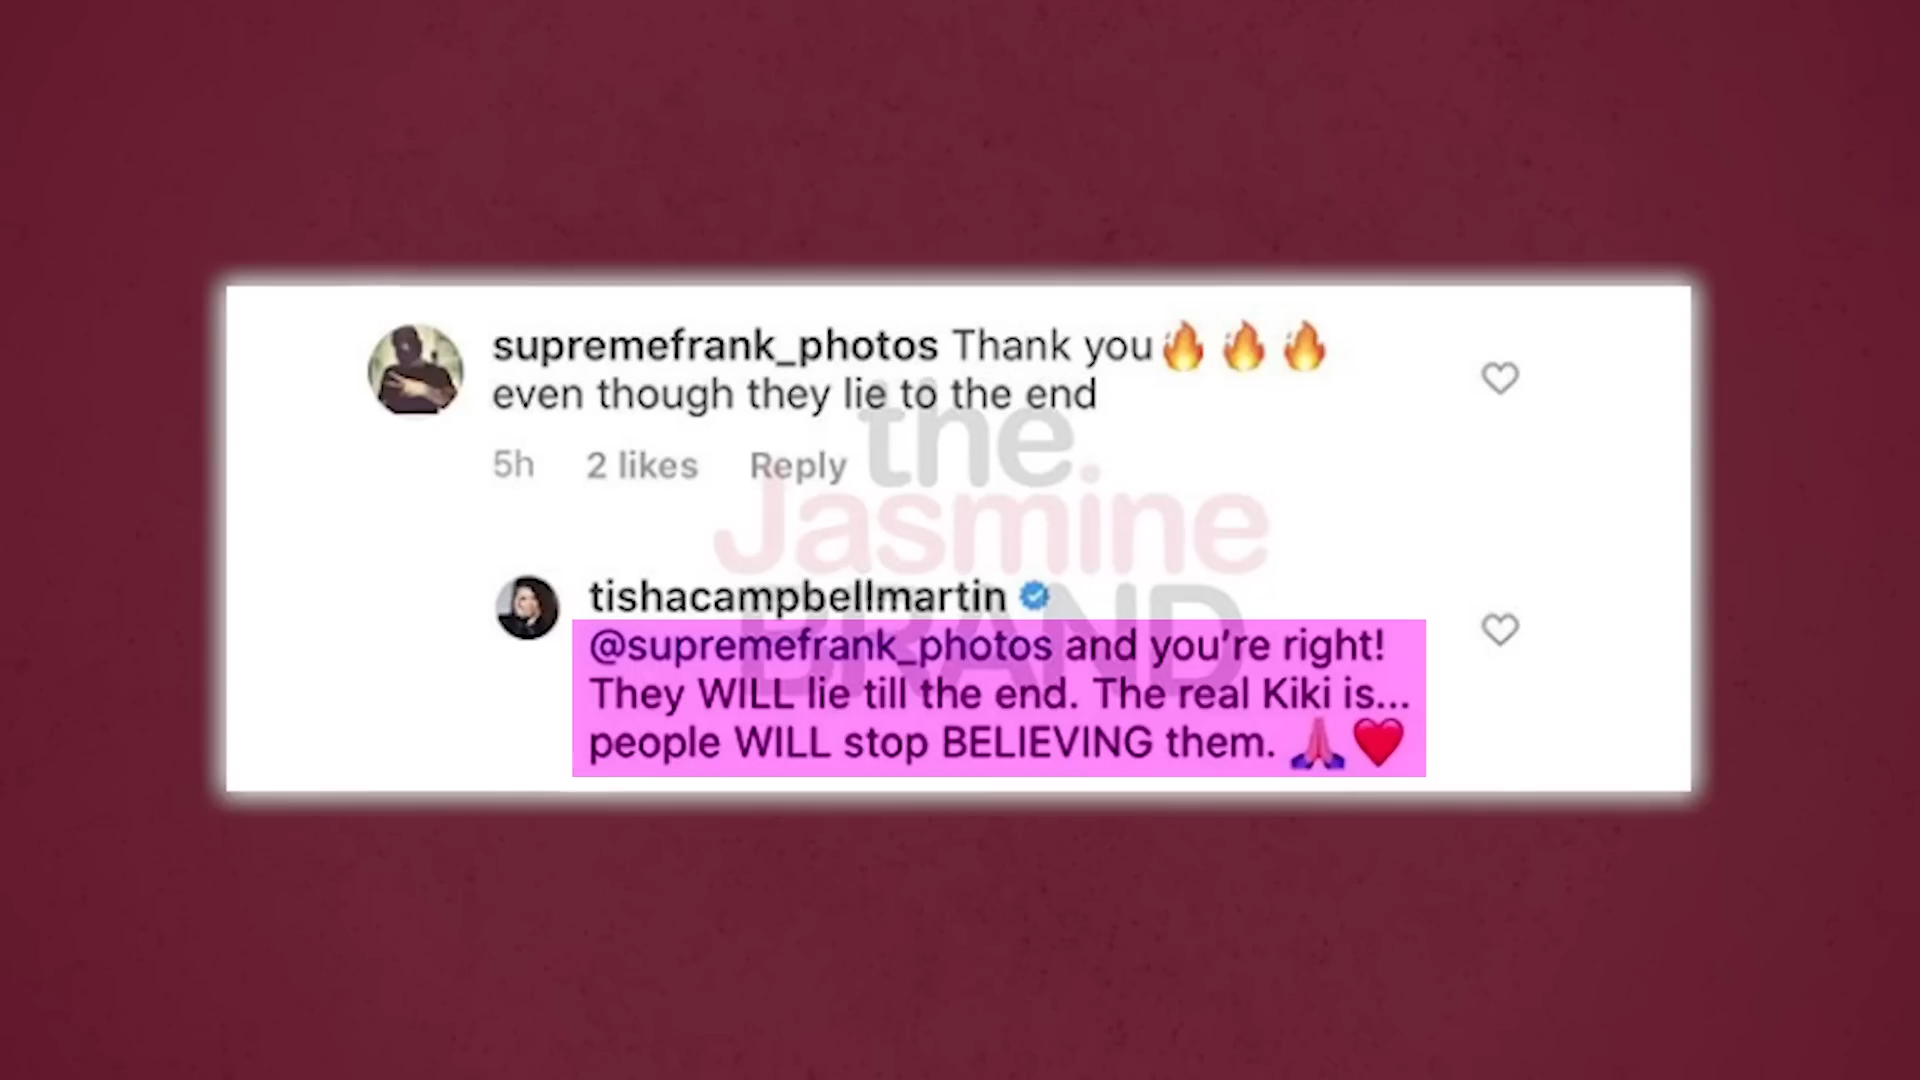 supremefrank_photos Thank you🔥🔥🔥
even though they lie to the end
5h 2 likes Reply
the
Jasmine
BRAND
tishacampbellmartin
@supremefrank_photos and you’re right!
They WILL lie till the end. The real Kiki is...
people WILL stop BELIEVING them. 🙏❤️